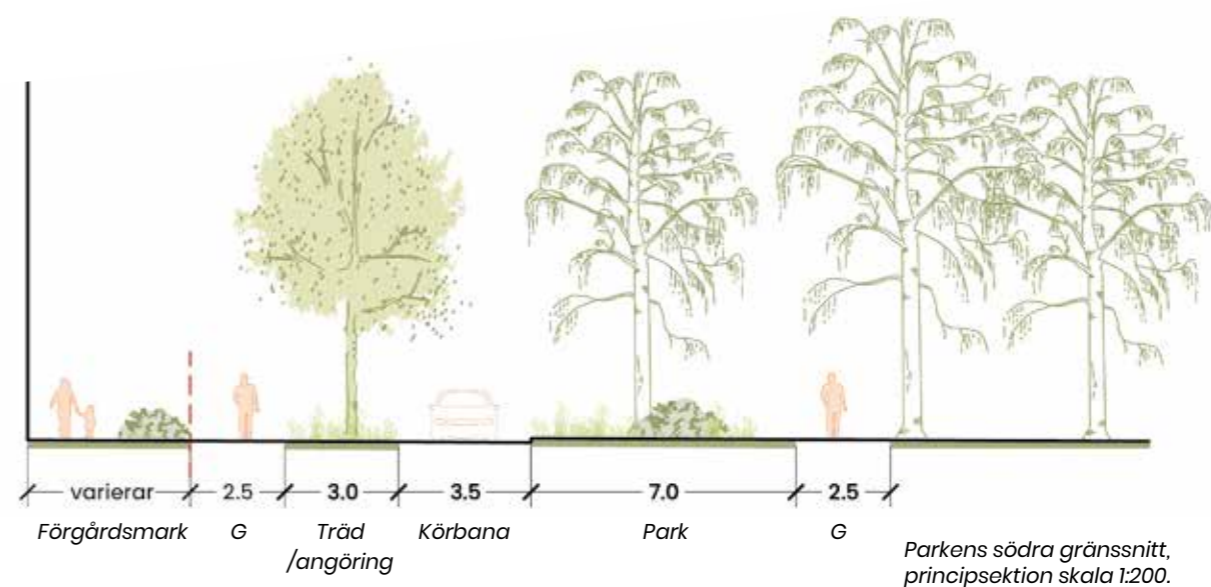 varierar 2.5 3.0 3.5 7.0 2.5
Förgårdsmark G Träd Körbana Park G
/angöring
Parkens södra gränssnitt,
principsektion skala 1:200.